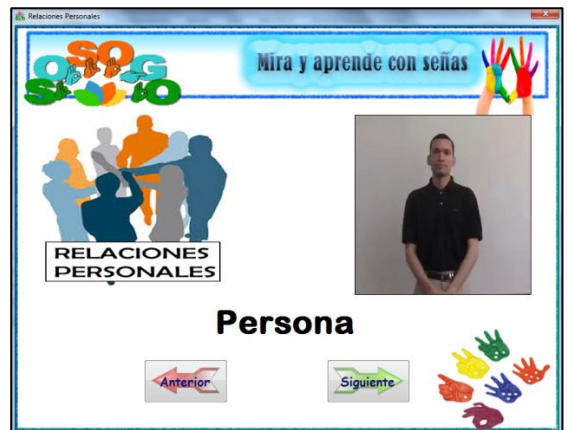 Relaciones Personales
Mira y aprende con señas
RELACIONES
PERSONALES
Persona
Anterior
Siguiente